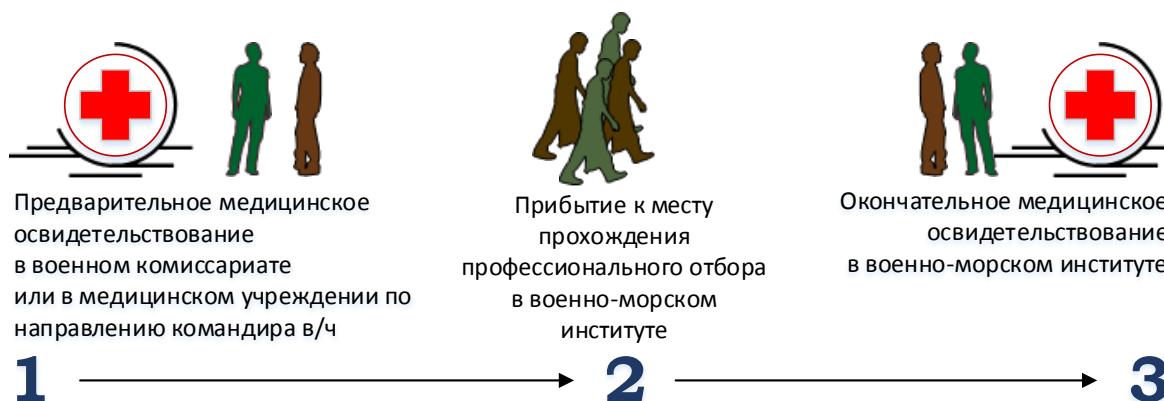 Предварительное медицинское
освидетельствование
в военном комиссариате
или в медицинском учреждении по
направлению командира в/ч
Прибытие к месту
прохождения
профессионального отбора
в военно-морском
институте
Окончательное медицинское
освидетельствование
в военно-морском институте
1
2
3